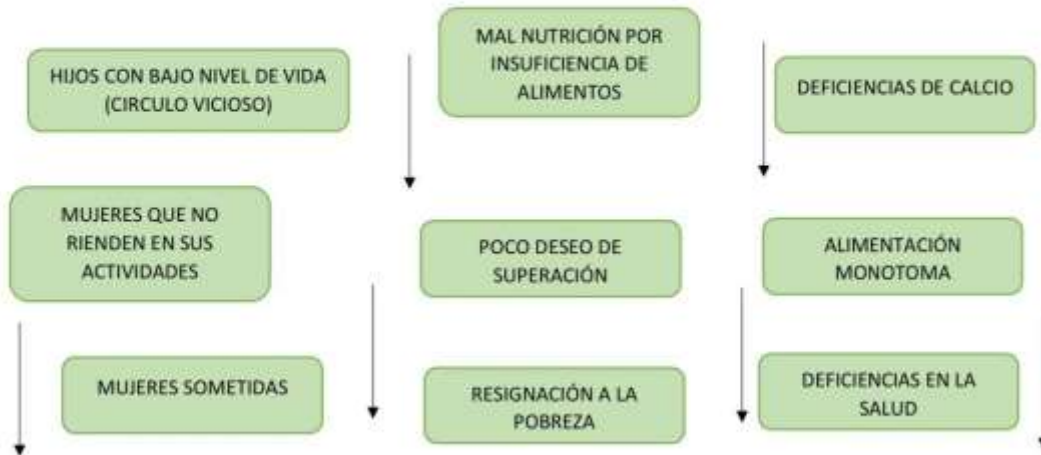 HIJOS CON BAJO NIVEL DE VIDA
(CIRCULO VICIOSO)
MAL NUTRICIÓN POR
INSUFICIENCIA DE
ALIMENTOS
DEFICIENCIAS DE CALCIO
MUJERES QUE NO
RIENDEN EN SUS
ACTIVIDADES
POCO DESEO DE
SUPERACIÓN
ALIMENTACIÓN
MONOTOMA
MUJERES SOMETIDAS
RESIGNACIÓN A LA
POBREZA
DEFICIENCIAS EN LA
SALUD